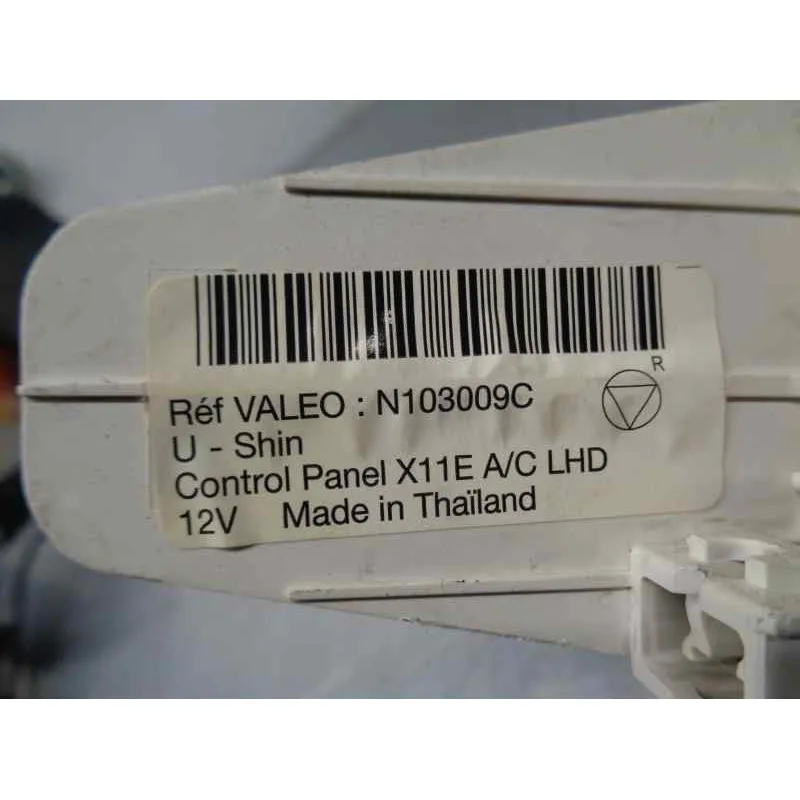 R
Réf VALEO : N103009C
U - Shin
Control Panel X11E A/C LHD
12V Made in Thaïland